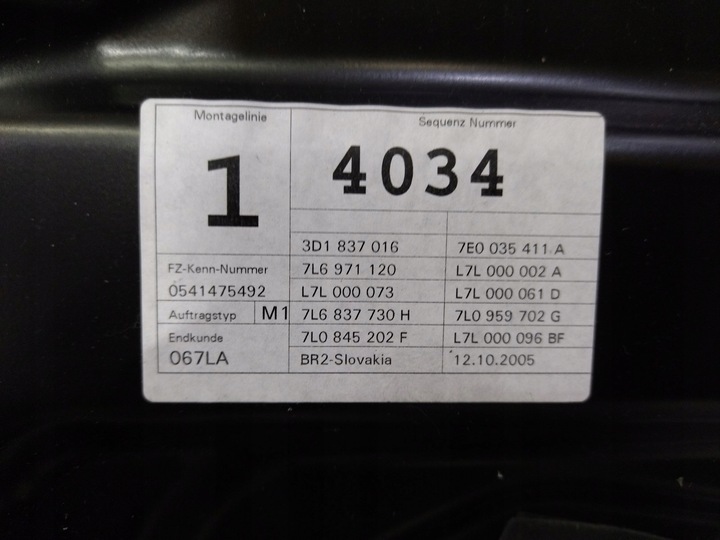 Montagelinie
1
Sequenz Nummer
4034
FZ-Kenn-Nummer
0541475492
Auftragstyp M1
Endkunde
067LA
3D1 837 016 7E0 035 411 A
7L6 971 120 L7L 000 002 A
L7L 000 073 L7L 000 061 D
7L6 837 730 H 7L0 959 702 G
7L0 845 202 F L7L 000 096 BF
BR2-Slovakia 12.10.2005